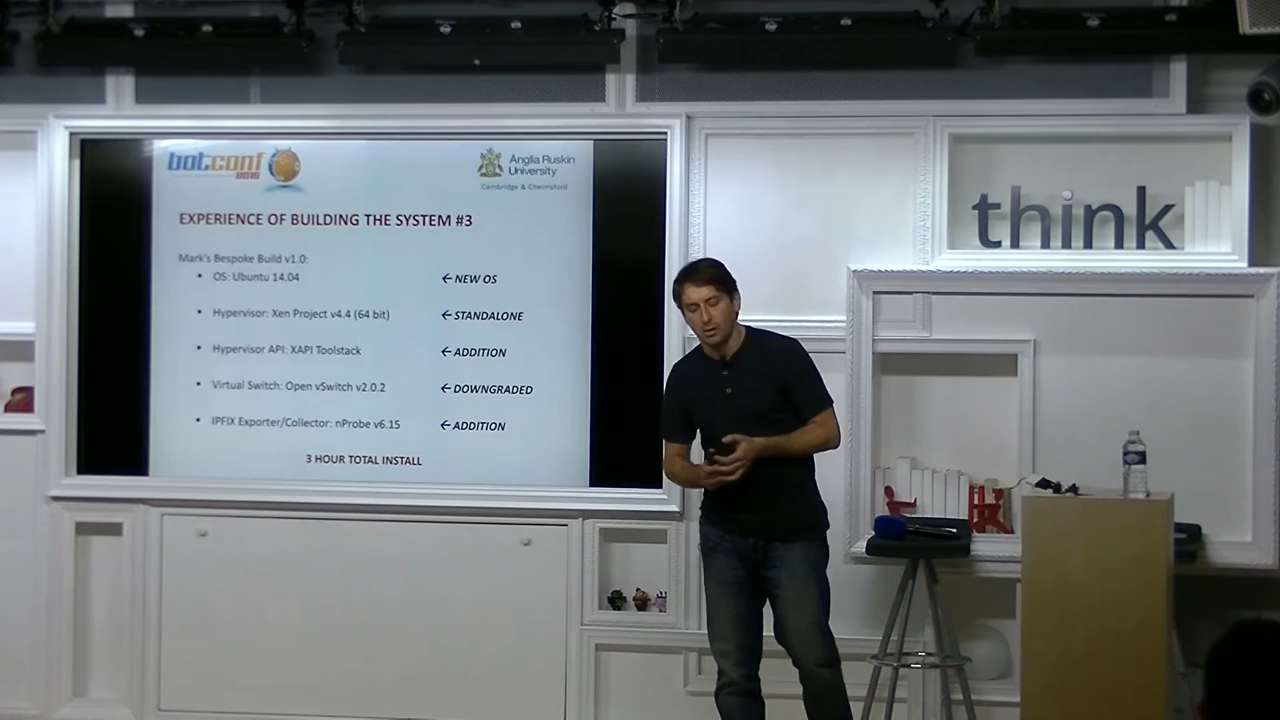 botconf
2015
Anglia Ruskin
University
Cambridge & Chelmsford
EXPERIENCE OF BUILDING THE SYSTEM #3
Mark's Bespoke Build v1.0:
▪ OS: Ubuntu 14.04 ←NEW OS
▪ Hypervisor: Xen Project v4.4 (64 bit) ←STANDALONE
▪ Hypervisor API: XAPI Toolstack ←ADDITION
▪ Virtual Switch: Open vSwitch v2.0.2 ←DOWNGRADED
▪ IPFIX Exporter/Collector: nProbe v6.15 ←ADDITION
3 HOUR TOTAL INSTALL
think